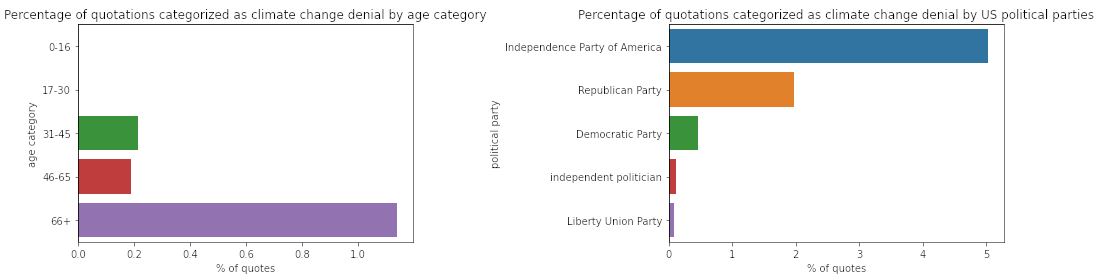 Percentage of quotations categorized as climate change denial by age category
0-16
17-30
31-45
46-65
66+
age category
0.0 0.2 0.4 0.6 0.8 1.0
% of quotes
Percentage of quotations categorized as climate change denial by US political parties
Independence Party of America
Republican Party
Democratic Party
independent politician
Liberty Union Party
political party
0 1 2 3 4 5
% of quotes